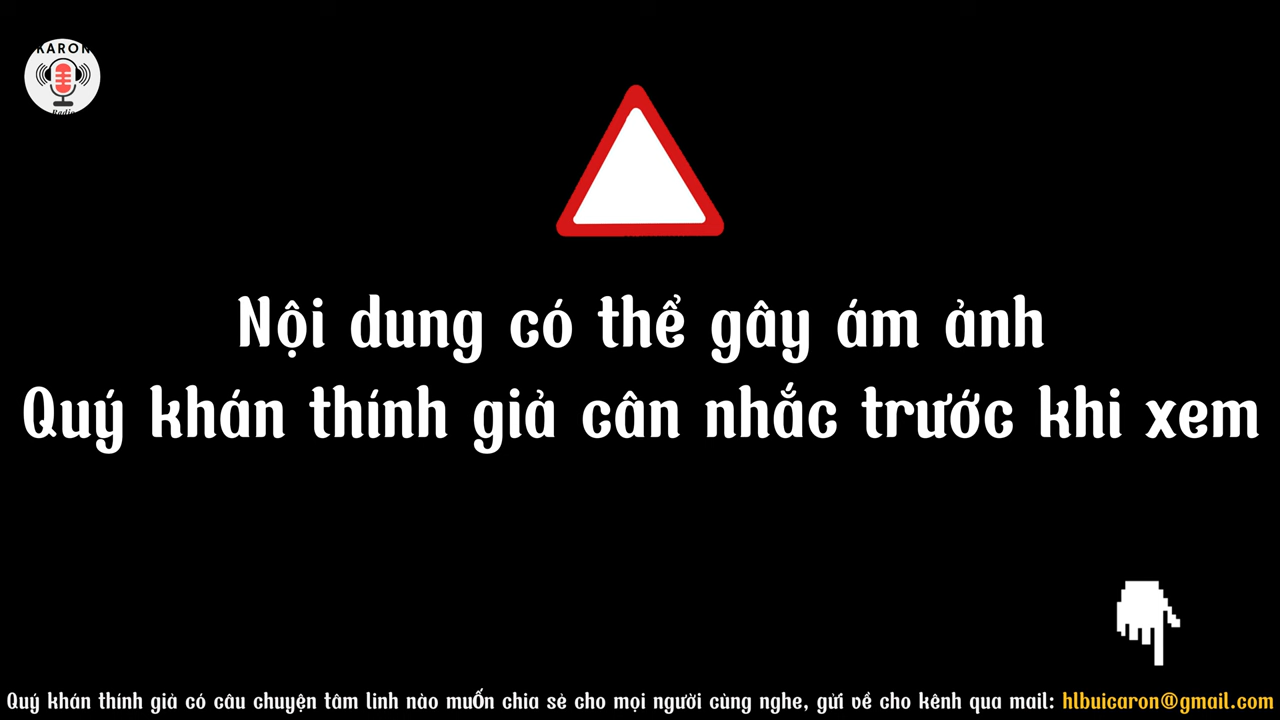 KARON
Radio
Nội dung có thể gây ám ảnh
Quý khán thính giả cân nhắc trước khi xem
Quý khán thính giả có câu chuyện tâm linh nào muốn chia sẻ cho mọi người cùng nghe, gửi về cho kênh qua mail: hlbuicaron@gmail.com